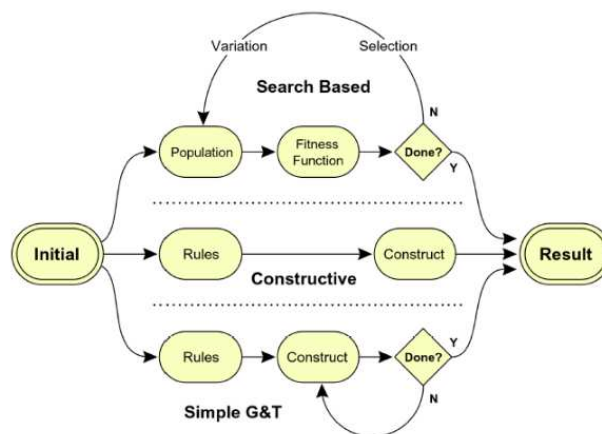 Variation
Selection
Search Based
N
Population
Fitness
Function
Done?
Y
Initial
Rules
Construct
Result
Constructive
Rules
Construct
Done?
Y
N
Simple G&T